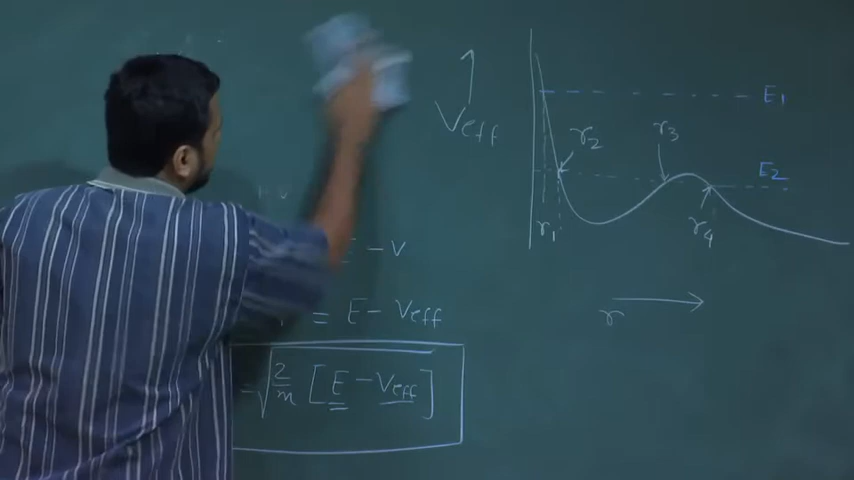 = E - V
= E - Veff
√2/m [E - Veff]
Veff
E1
r2
r3
E2
r1
r4
r